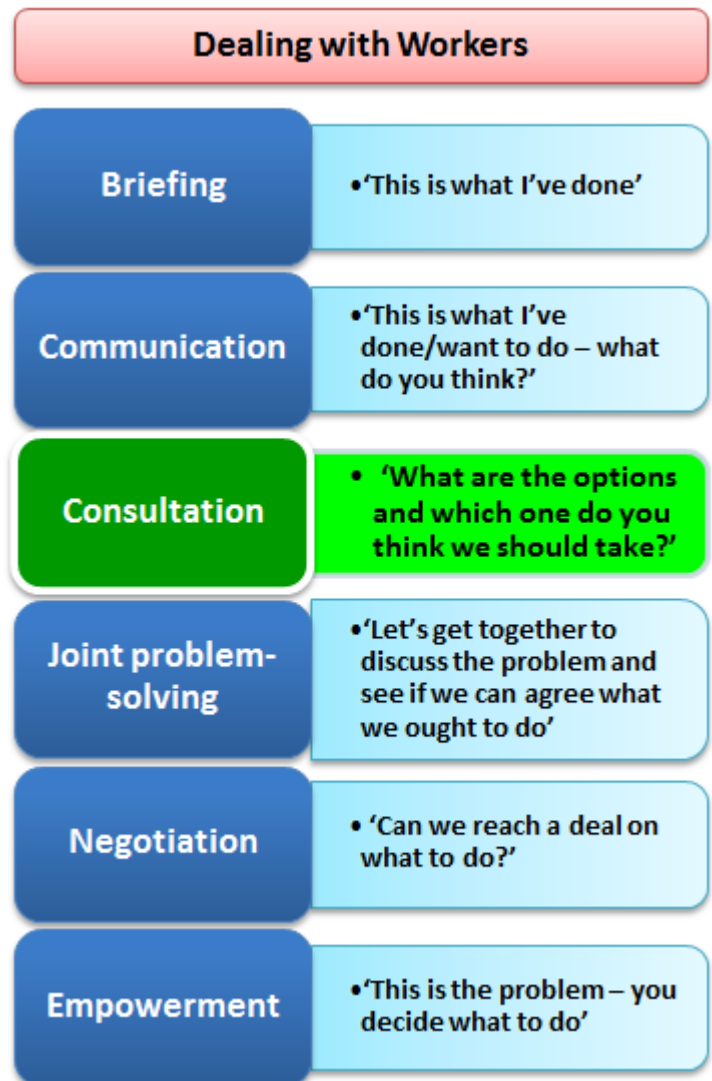 Dealing with Workers
Briefing
•‘This is what I’ve done’
Communication
•‘This is what I’ve
done/want to do – what
do you think?’
Consultation
• ‘What are the options
and which one do you
think we should take?’
Joint problem-
solving
•‘Let’s get together to
discuss the problem and
see if we can agree what
we ought to do’
Negotiation
• ‘Can we reach a deal on
what to do?’
Empowerment
•‘This is the problem – you
decide what to do’